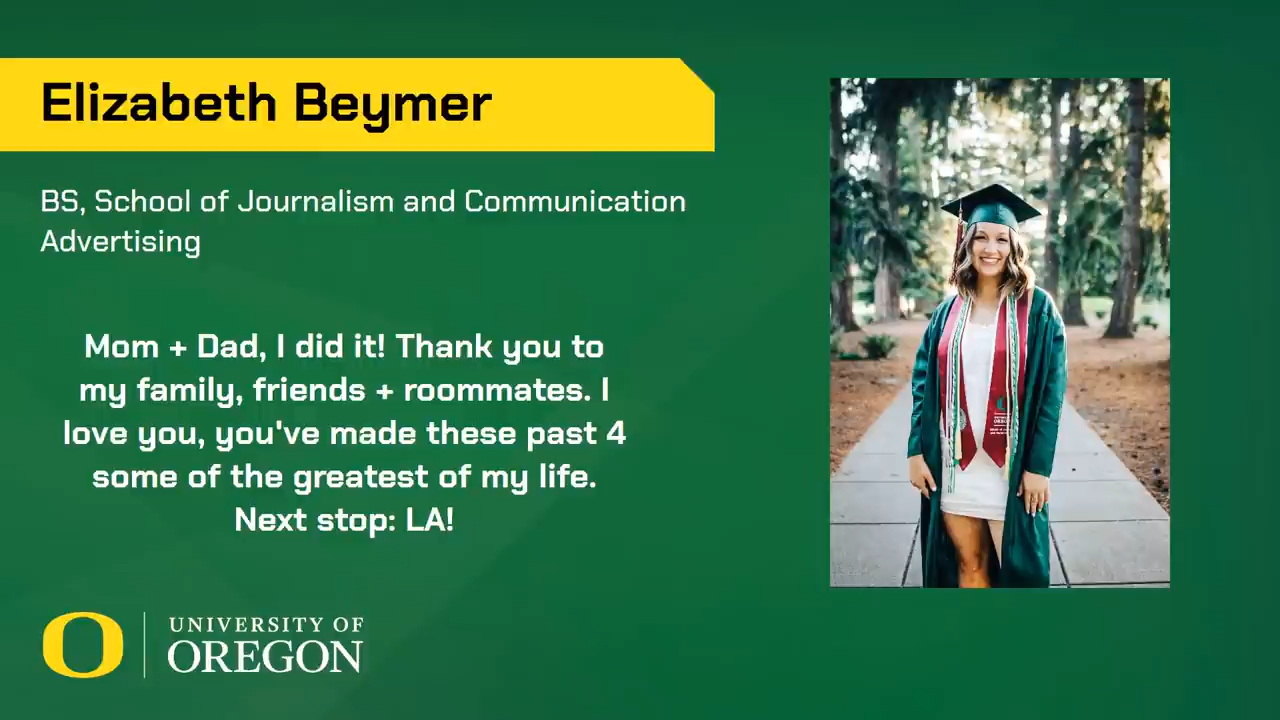 Elizabeth Beymer
BS, School of Journalism and Communication
Advertising
Mom + Dad, I did it! Thank you to
my family, friends + roommates. I
love you, you've made these past 4
some of the greatest of my life.
Next stop: LA!
O
UNIVERSITY OF
OREGON